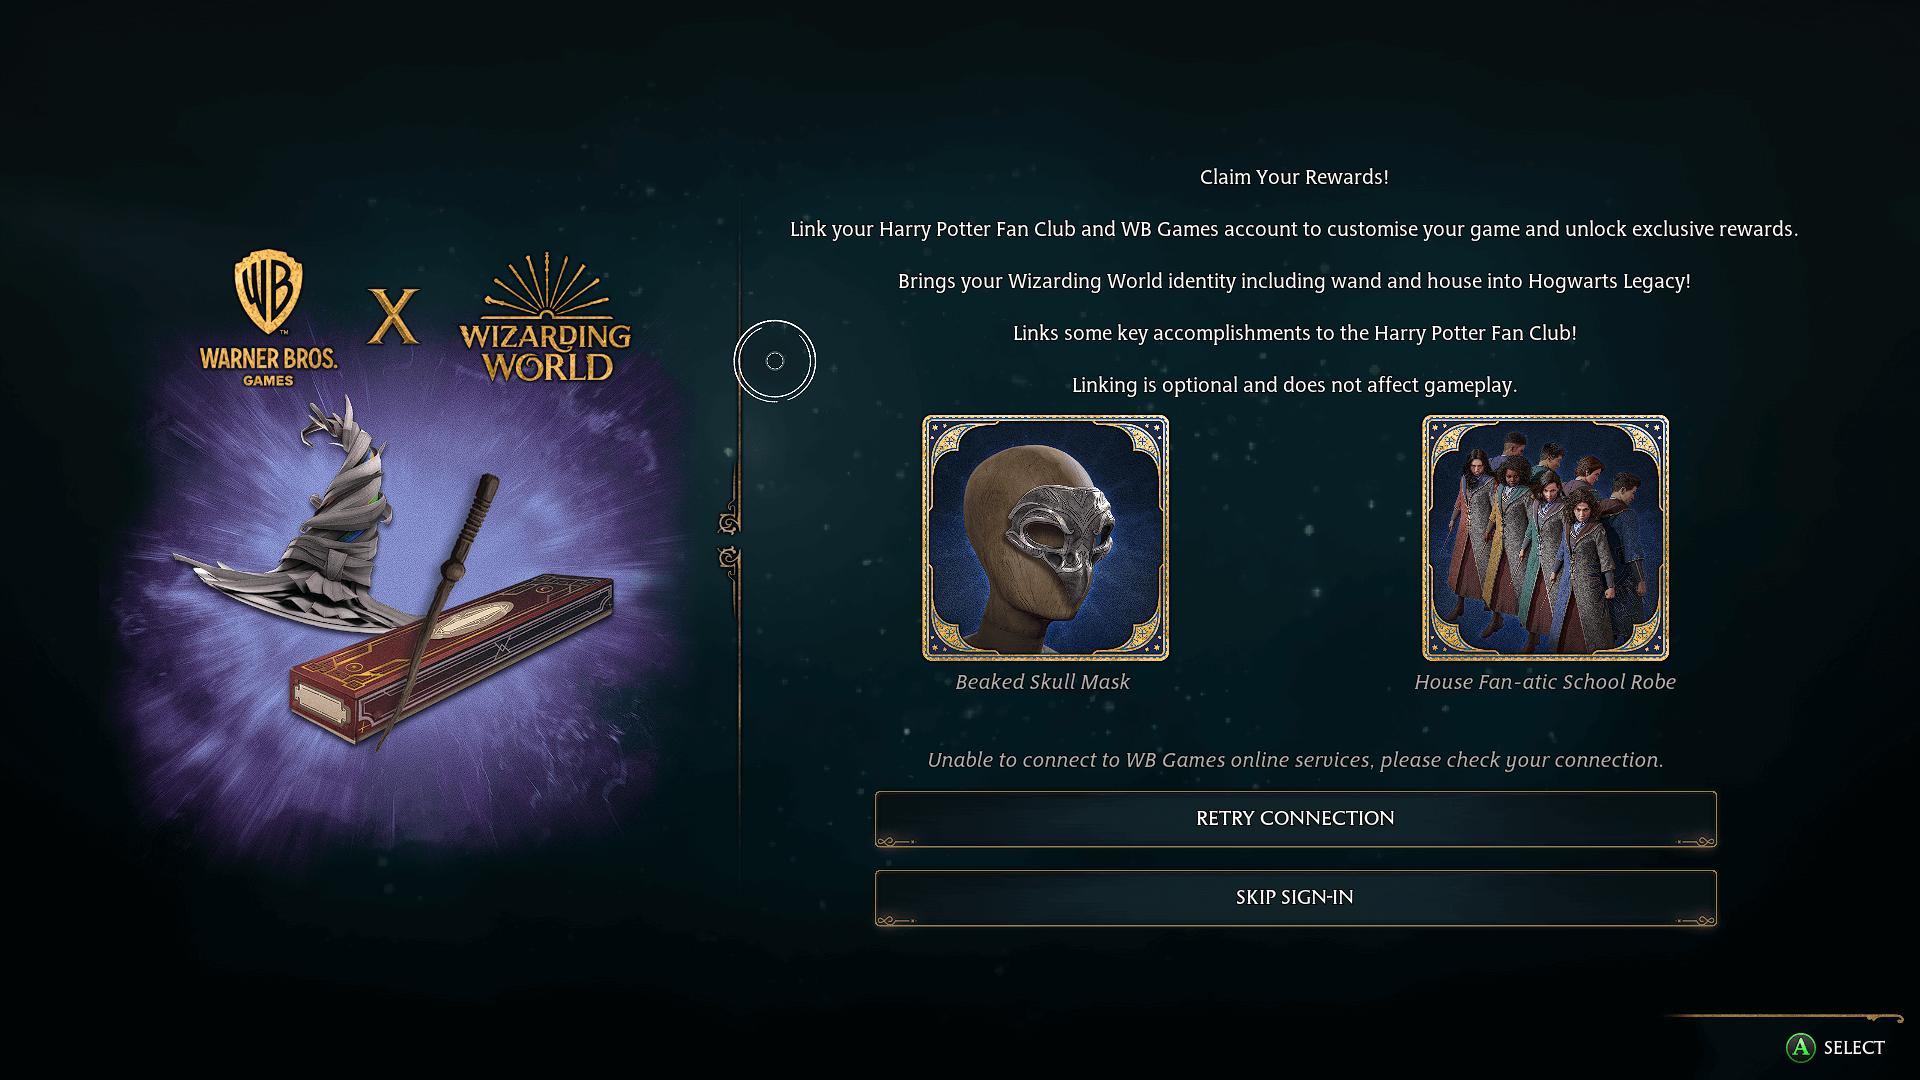 WB
TM
WARNER BROS.
GAMES
X
WIZARDING
WORLD
Claim Your Rewards!
Link your Harry Potter Fan Club and WB Games account to customise your game and unlock exclusive rewards.
Brings your Wizarding World identity including wand and house into Hogwarts Legacy!
Links some key accomplishments to the Harry Potter Fan Club!
Linking is optional and does not affect gameplay.
Beaked Skull Mask
House Fan-atic School Robe
Unable to connect to WB Games online services, please check your connection.
RETRY CONNECTION
SKIP SIGN-IN
A SELECT